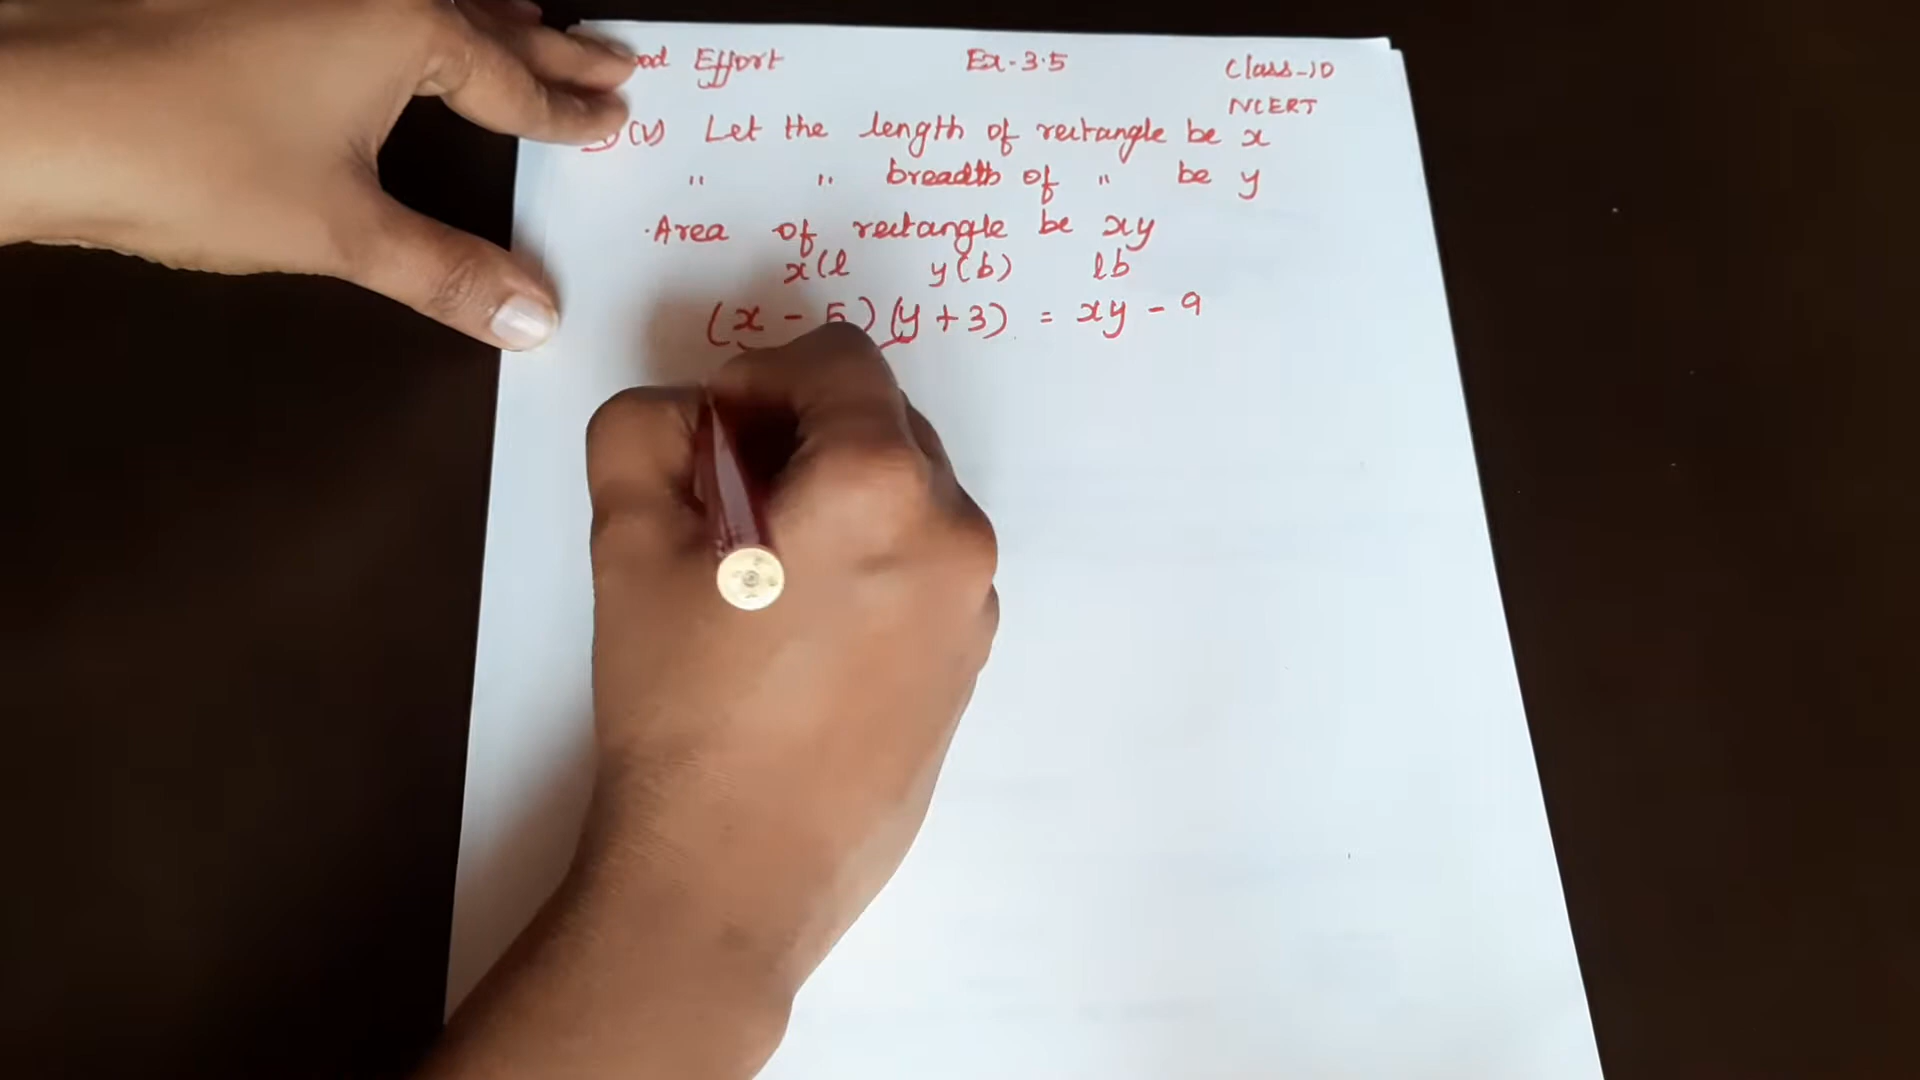 Effort Ex-3.5 Class-10
NCERT
(V) Let the length of rectangle be x
" " breadth of " be y
Area of rectangle be xy
x(l y(b) lb
(x - 5)(y + 3) = xy - 9